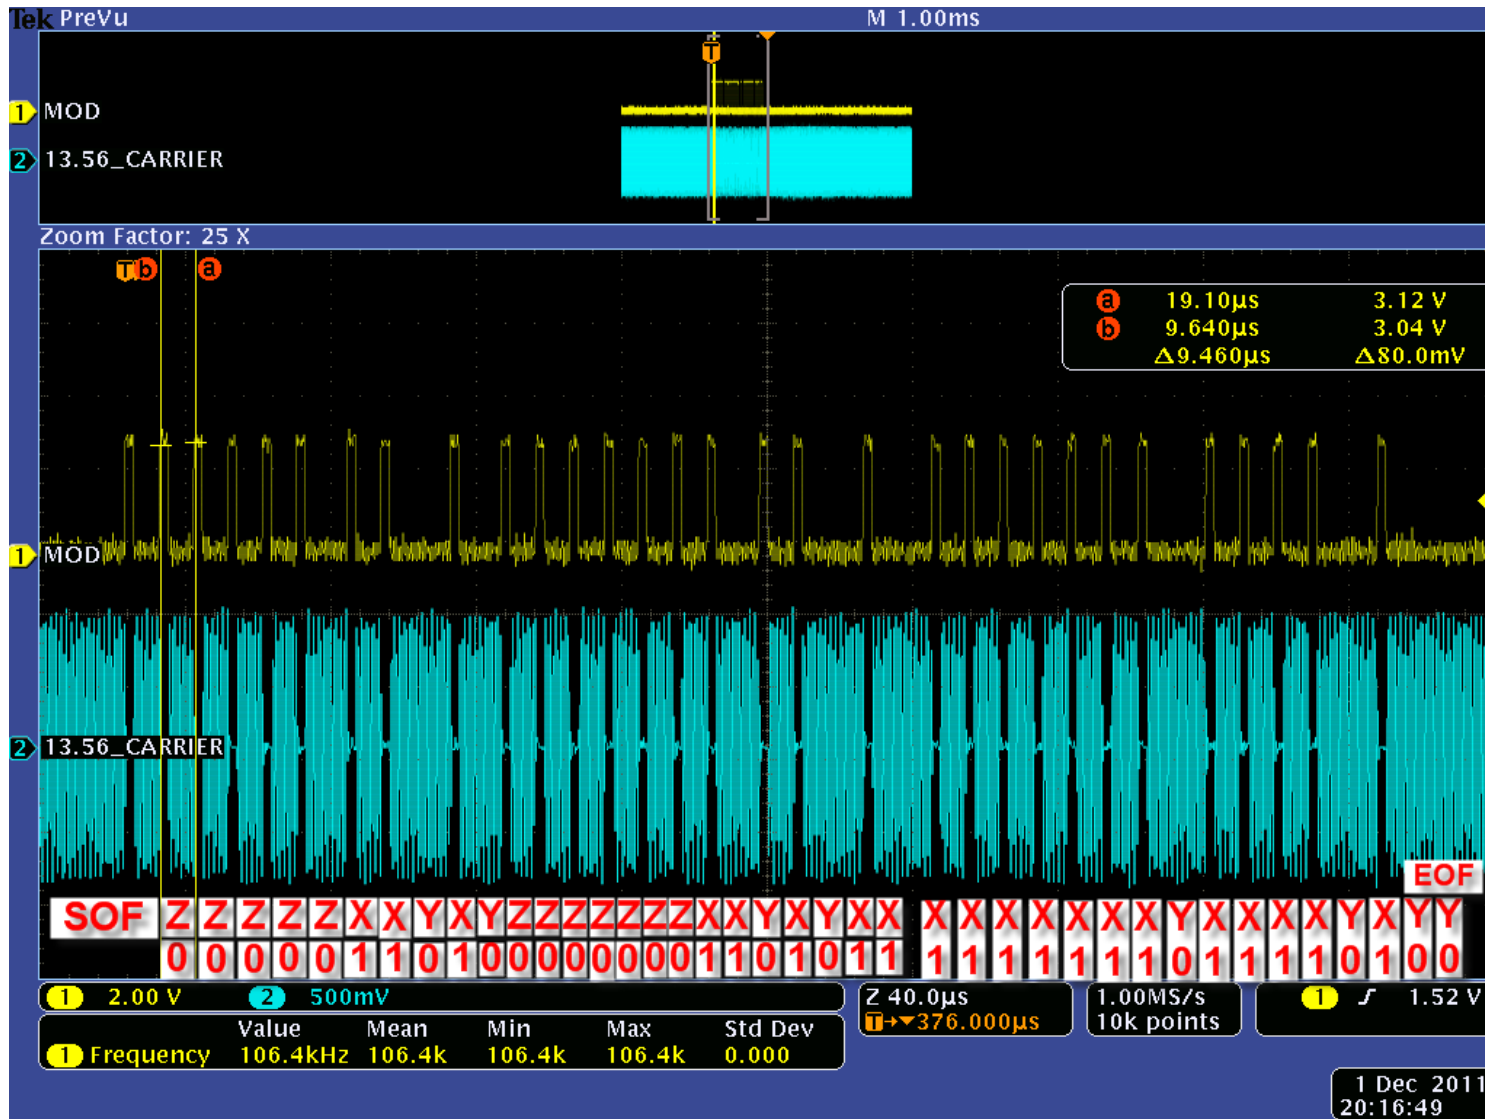 Tek PreVu M 1.00ms
T
1 MOD
2 13.56_CARRIER
Zoom Factor: 25 X
T b a
a 19.10µs 3.12 V
b 9.640µs 3.04 V
Δ9.460µs Δ80.0mV
1 MOD
2 13.56_CARRIER
EOF
SOF Z Z Z Z Z X X Y X Y Z Z Z Z Z Z Z X X Y X Y X X X X X X X X X Y X X X X Y X Y Y
0 0 0 0 0 1 1 0 1 0 0 0 0 0 0 0 0 1 1 0 1 0 1 1 1 1 1 1 1 1 1 0 1 1 1 1 0 1 0 0
1 2.00 V 2 500mV Z 40.0µs 1.00MS/s 1 1.52 V
T→▼376.000µs 10k points
Value Mean Min Max Std Dev
1 Frequency 106.4kHz 106.4k 106.4k 106.4k 0.000
1 Dec 2011
20:16:49